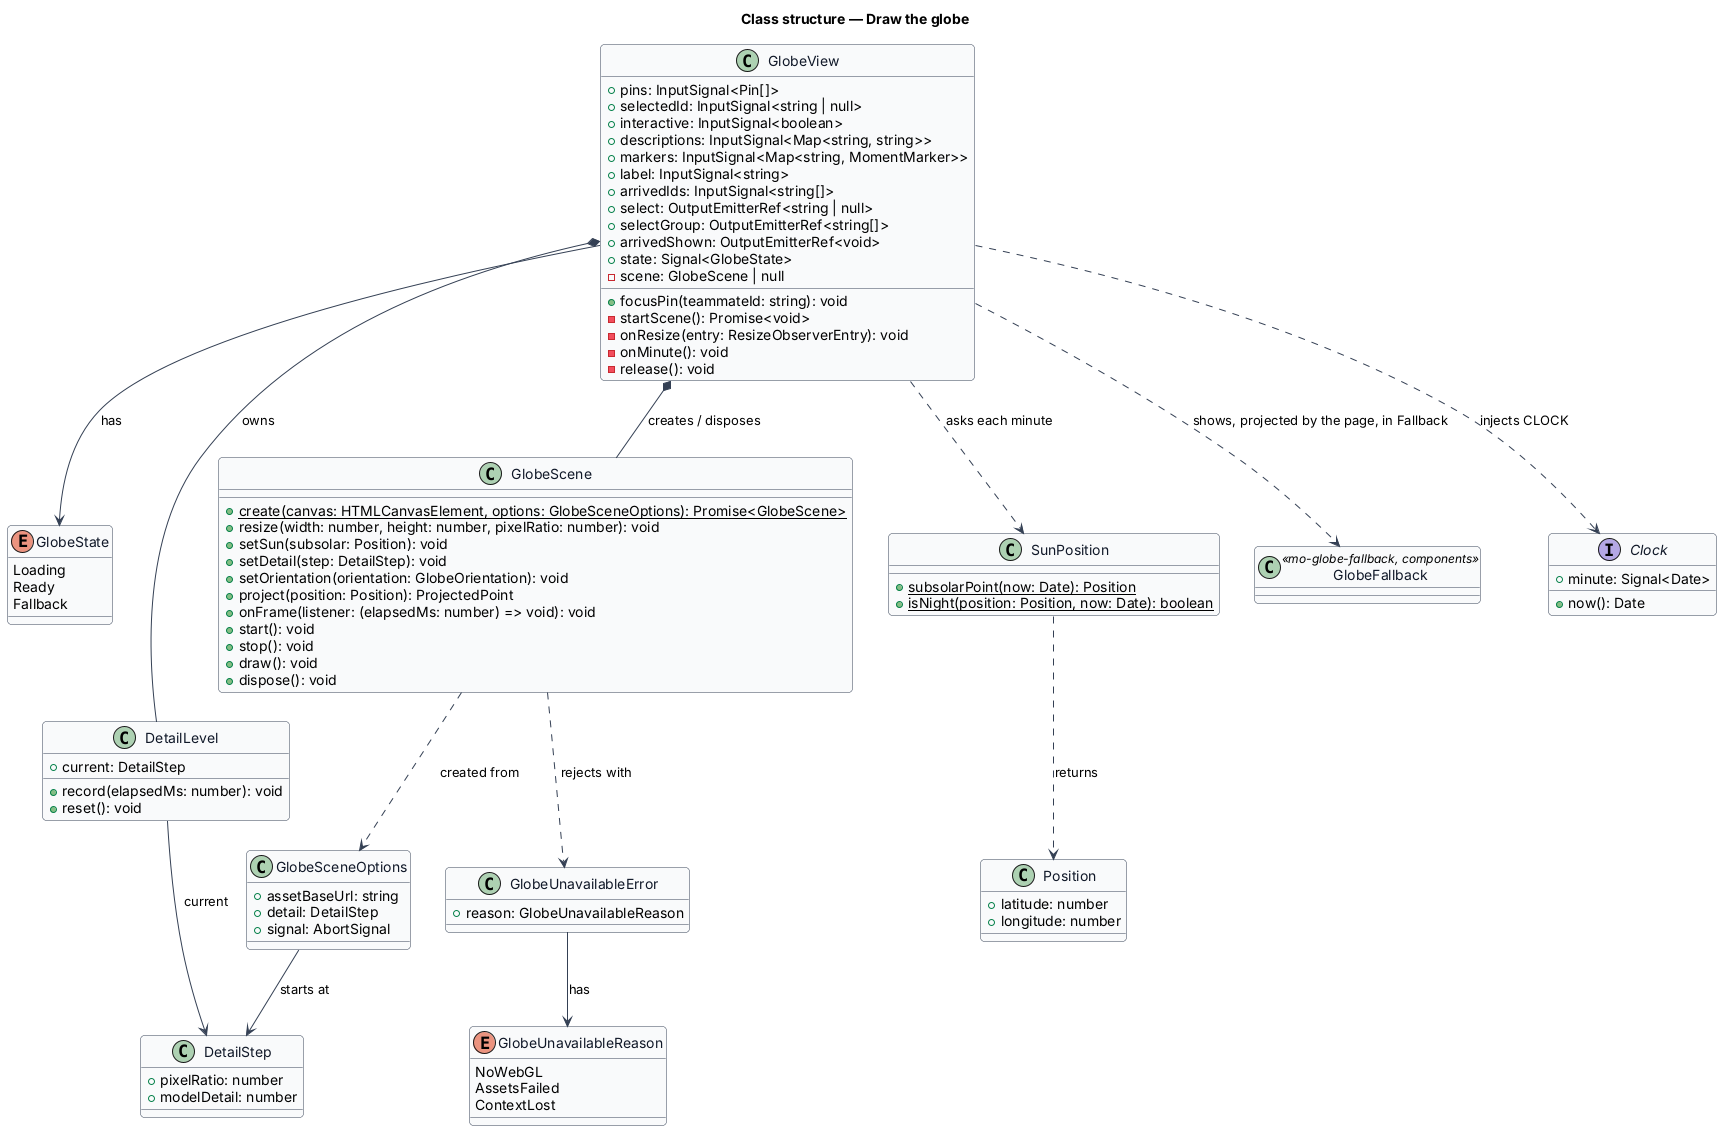 Class structure — Draw the globe
C GlobeView
pins: InputSignal<Pin[]>
selectedId: InputSignal<string | null>
interactive: InputSignal<boolean>
descriptions: InputSignal<Map<string, string>>
markers: InputSignal<Map<string, MomentMarker>>
label: InputSignal<string>
arrivedIds: InputSignal<string[]>
select: OutputEmitterRef<string | null>
selectGroup: OutputEmitterRef<string[]>
arrivedShown: OutputEmitterRef<void>
state: Signal<GlobeState>
scene: GlobeScene | null
focusPin(teammateId: string): void
startScene(): Promise<void>
onResize(entry: ResizeObserverEntry): void
onMinute(): void
release(): void
has
owns
creates / disposes
asks each minute
shows, projected by the page, in Fallback
injects CLOCK
E GlobeState
Loading
Ready
Fallback
C GlobeScene
create(canvas: HTMLCanvasElement, options: GlobeSceneOptions): Promise<GlobeScene>
resize(width: number, height: number, pixelRatio: number): void
setSun(subsolar: Position): void
setDetail(step: DetailStep): void
setOrientation(orientation: GlobeOrientation): void
project(position: Position): ProjectedPoint
onFrame(listener: (elapsedMs: number) => void): void
start(): void
stop(): void
draw(): void
dispose(): void
C SunPosition
subsolarPoint(now: Date): Position
isNight(position: Position, now: Date): boolean
C «mo-globe-fallback, components»
GlobeFallback
I Clock
minute: Signal<Date>
now(): Date
C DetailLevel
current: DetailStep
record(elapsedMs: number): void
reset(): void
created from
rejects with
returns
current
C GlobeSceneOptions
assetBaseUrl: string
detail: DetailStep
signal: AbortSignal
C GlobeUnavailableError
reason: GlobeUnavailableReason
C Position
latitude: number
longitude: number
starts at
has
C DetailStep
pixelRatio: number
modelDetail: number
E GlobeUnavailableReason
NoWebGL
AssetsFailed
ContextLost